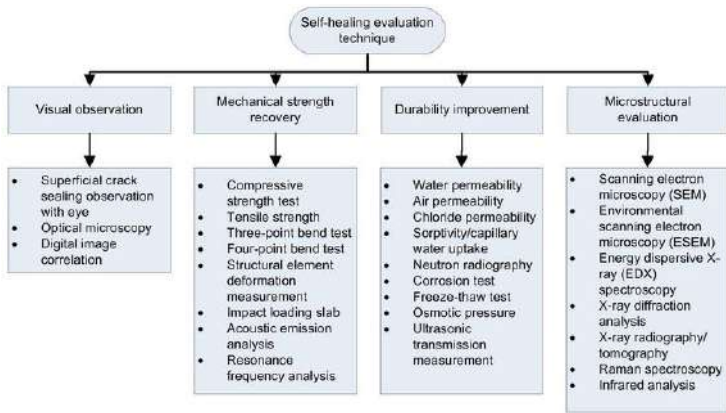 Self-healing evaluation
technique
Visual observation
Mechanical strength
recovery
Durability improvement
Microstructural
evaluation
• Superficial crack
sealing observation
with eye
• Optical microscopy
• Digital image
correlation
• Compressive
strength test
• Tensile strength
• Three-point bend test
• Four-point bend test
• Structural element
deformation
measurement
• Impact loading slab
• Acoustic emission
analysis
• Resonance
frequency analysis
• Water permeability
• Air permeability
• Chloride permeability
• Sorptivity/capillary
water uptake
• Neutron radiography
• Corrosion test
• Freeze-thaw test
• Osmotic pressure
• Ultrasonic
transmission
measurement
• Scanning electron
microscopy (SEM)
• Environmental
scanning electron
microscopy (ESEM)
• Energy dispersive X-
ray (EDX)
spectroscopy
• X-ray diffraction
analysis
• X-ray radiography/
tomography
• Raman spectroscopy
• Infrared analysis